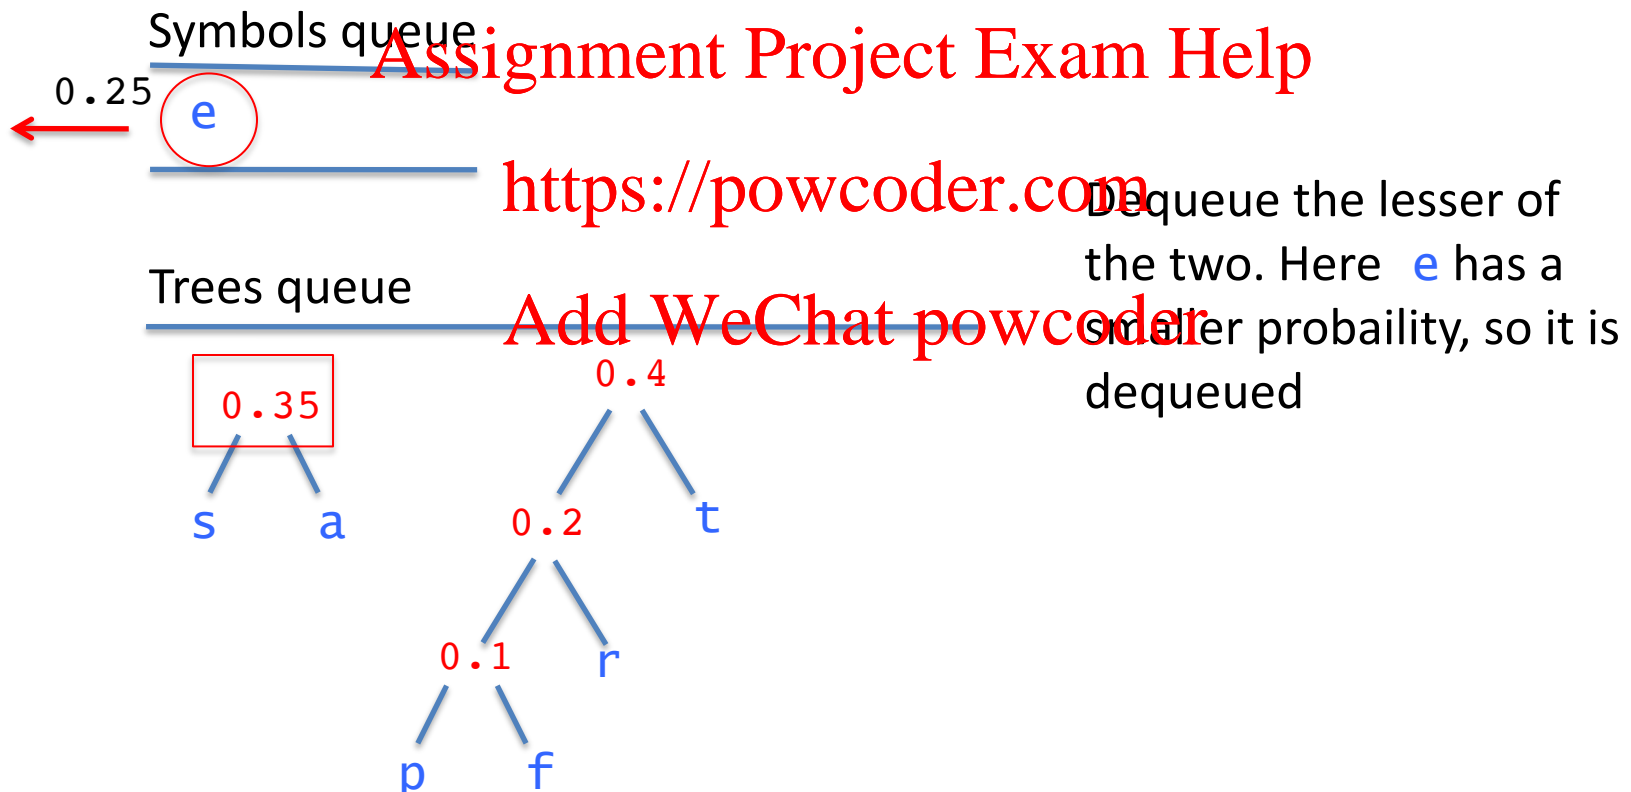 Symbols queue
Assignment Project Exam Help
0.25
e
https://powcoder.com
Dequeue the lesser of
the two. Here e has a
smaller probaility, so it is
dequeued
Trees queue
Add WeChat powcoder
0.35
0.4
s a
0.2 t
0.1 r
p f